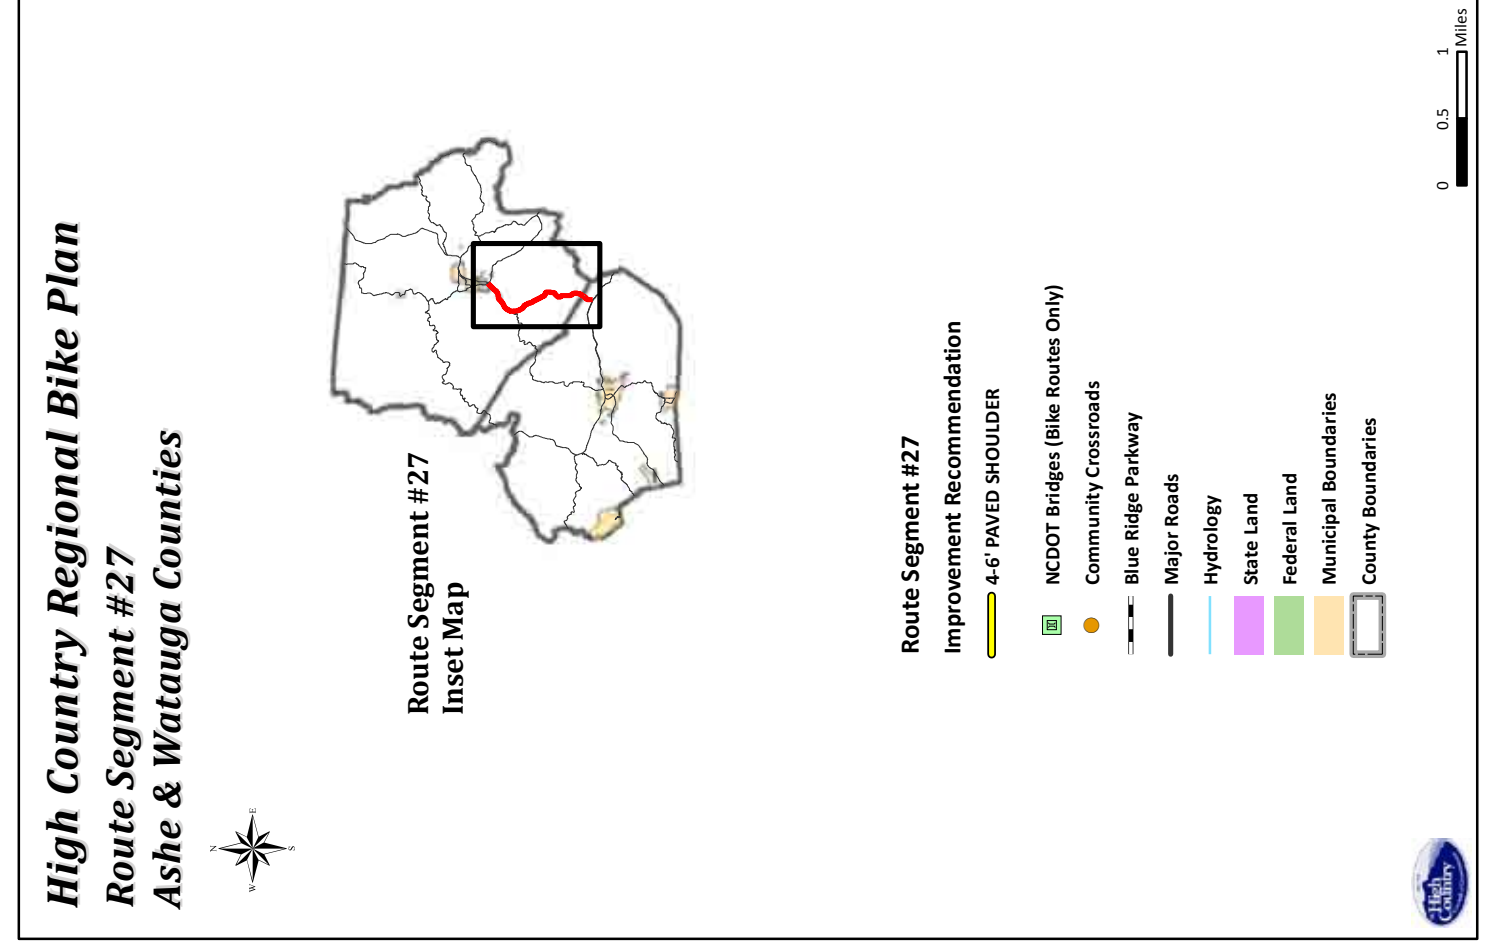 High Country Regional Bike Plan
Route Segment #27
Ashe & Watauga Counties
N
W
E
S
Route Segment #27
Inset Map
Route Segment #27
Improvement Recommendation
4-6' PAVED SHOULDER
NCDOT Bridges (Bike Routes Only)
Community Crossroads
Blue Ridge Parkway
Major Roads
Hydrology
State Land
Federal Land
Municipal Boundaries
County Boundaries
High
Country
0 0.5 1
Miles